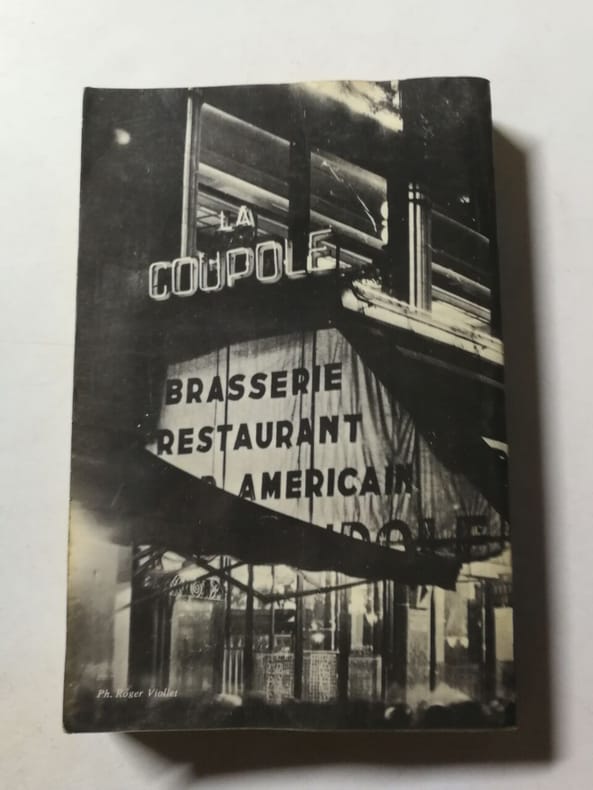 LA
COUPOLE
BRASSERIE
RESTAURANT
AMERICAIN
Ph. Roger Viollet